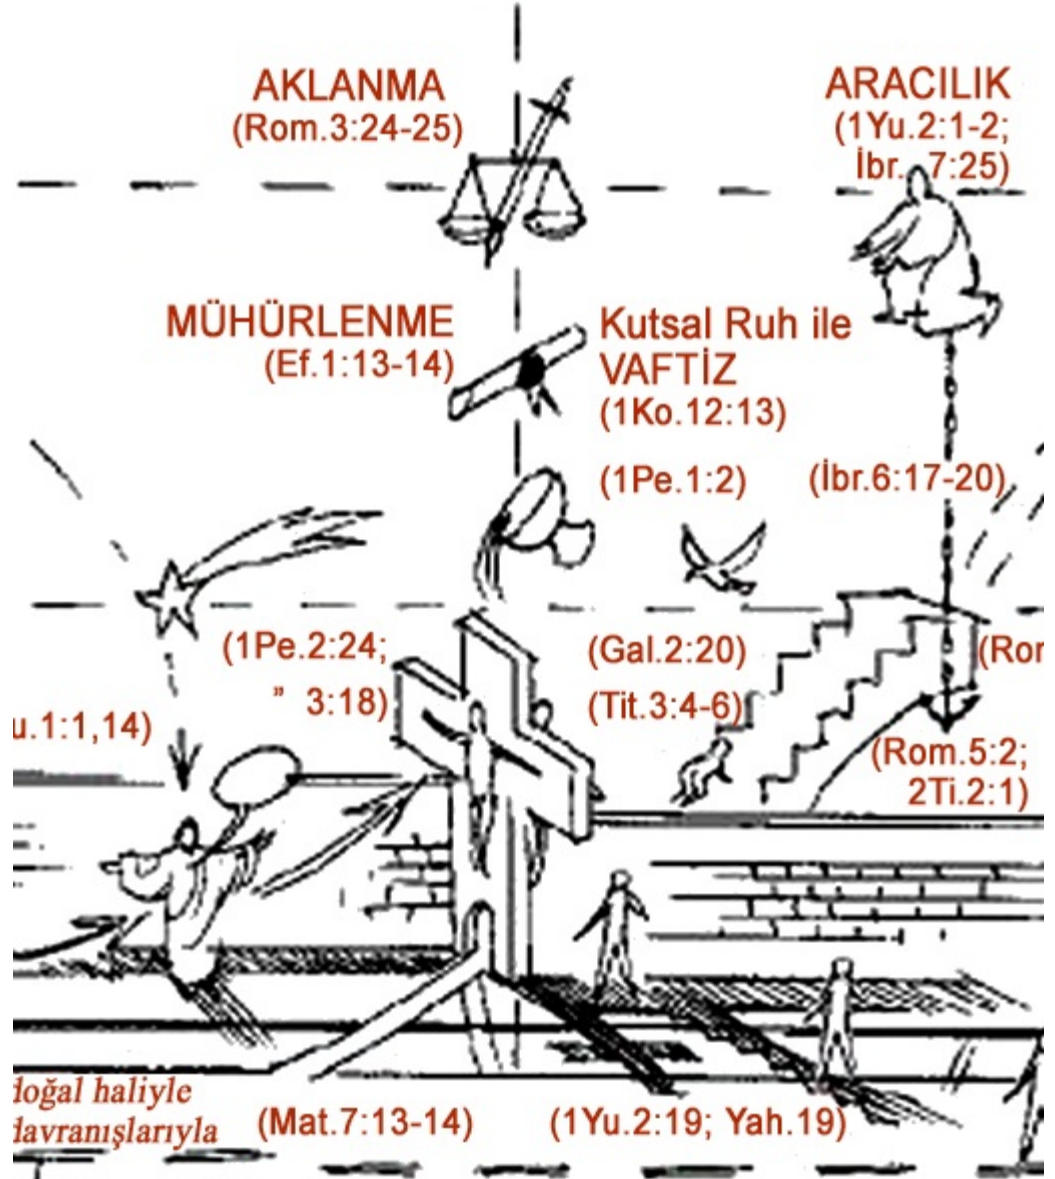 AKLANMA
(Rom.3:24-25)
ARACILIK
(1Yu.2:1-2;
İbr. 7:25)
MÜHÜRLENME
(Ef.1:13-14)
Kutsal Ruh ile
VAFTİZ
(1Ko.12:13)
(1Pe.1:2)
(İbr.6:17-20)
(1Pe.2:24;
" 3:18)
(Gal.2:20)
(Tit.3:4-6)
(Ror
u.1:1,14)
(Rom.5:2;
2Ti.2:1)
doğal haliyle
davranışlarıyla
(Mat.7:13-14)
(1Yu.2:19; Yah.19)